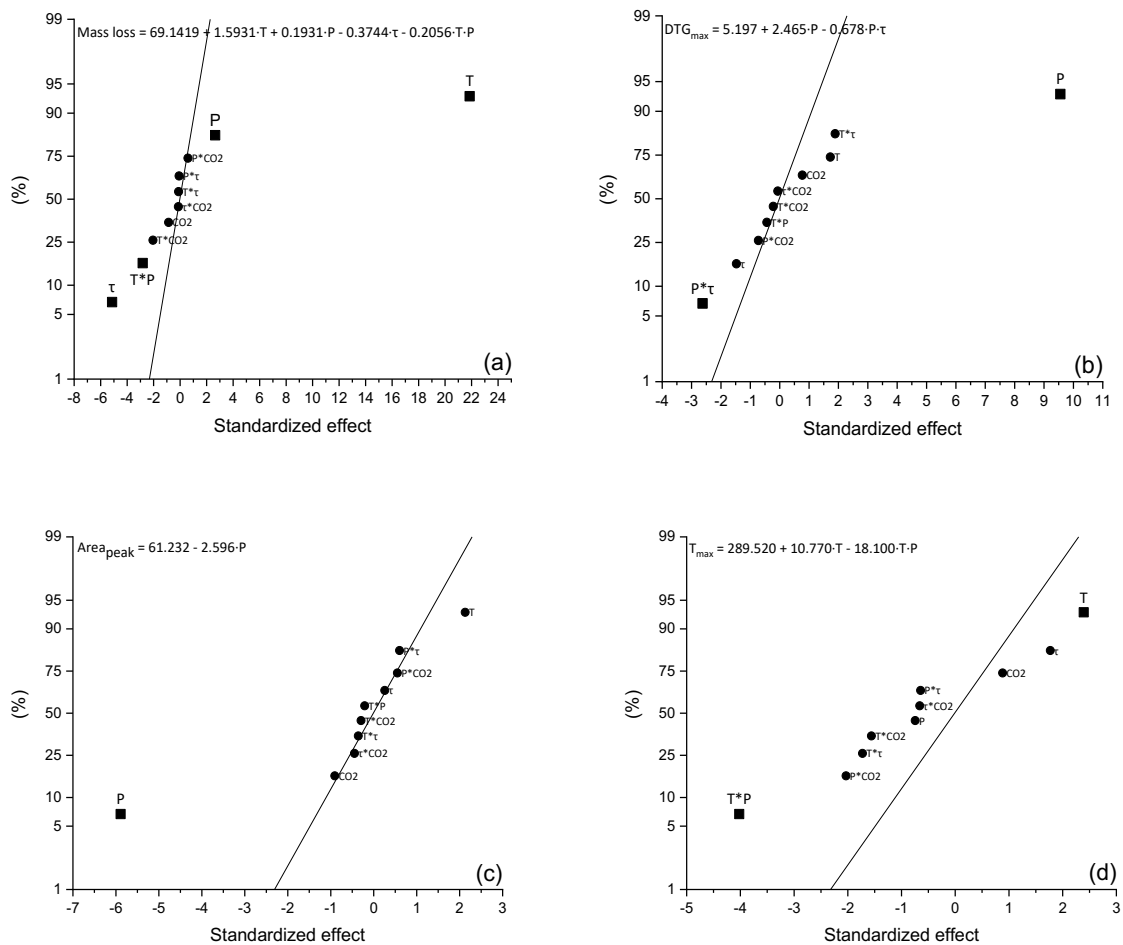 Mass loss = 69.1419 + 1.5931·T + 0.1931·P - 0.3744·τ - 0.2056·T·P
99
95
90
75
50
25
10
5
1
(%)
T
P
P*CO2
P*τ
T*τ
τ*CO2
CO2
T*CO2
T*P
τ
(a)
-8 -6 -4 -2 0 2 4 6 8 10 12 14 16 18 20 22 24
Standardized effect
DTGmax = 5.197 + 2.465·P - 0.678·P·τ
99
95
90
75
50
25
10
5
1
(%)
P
T*τ
T
CO2
τ*CO2
T*CO2
T*P
P*CO2
τ
P*τ
(b)
-4 -3 -2 -1 0 1 2 3 4 5 6 7 8 9 10 11
Standardized effect
Areapeak = 61.232 - 2.596·P
99
95
90
75
50
25
10
5
1
(%)
T
P*τ
P*CO2
τ
T*P
T*CO2
T*τ
τ*CO2
CO2
P
(c)
-7 -6 -5 -4 -3 -2 -1 0 1 2 3
Standardized effect
Tmax = 289.520 + 10.770·T - 18.100·T·P
99
95
90
75
50
25
10
5
1
(%)
T
τ
CO2
P*τ
τ*CO2
P
T*CO2
T*τ
P*CO2
T*P
(d)
-5 -4 -3 -2 -1 0 1 2 3 4
Standardized effect